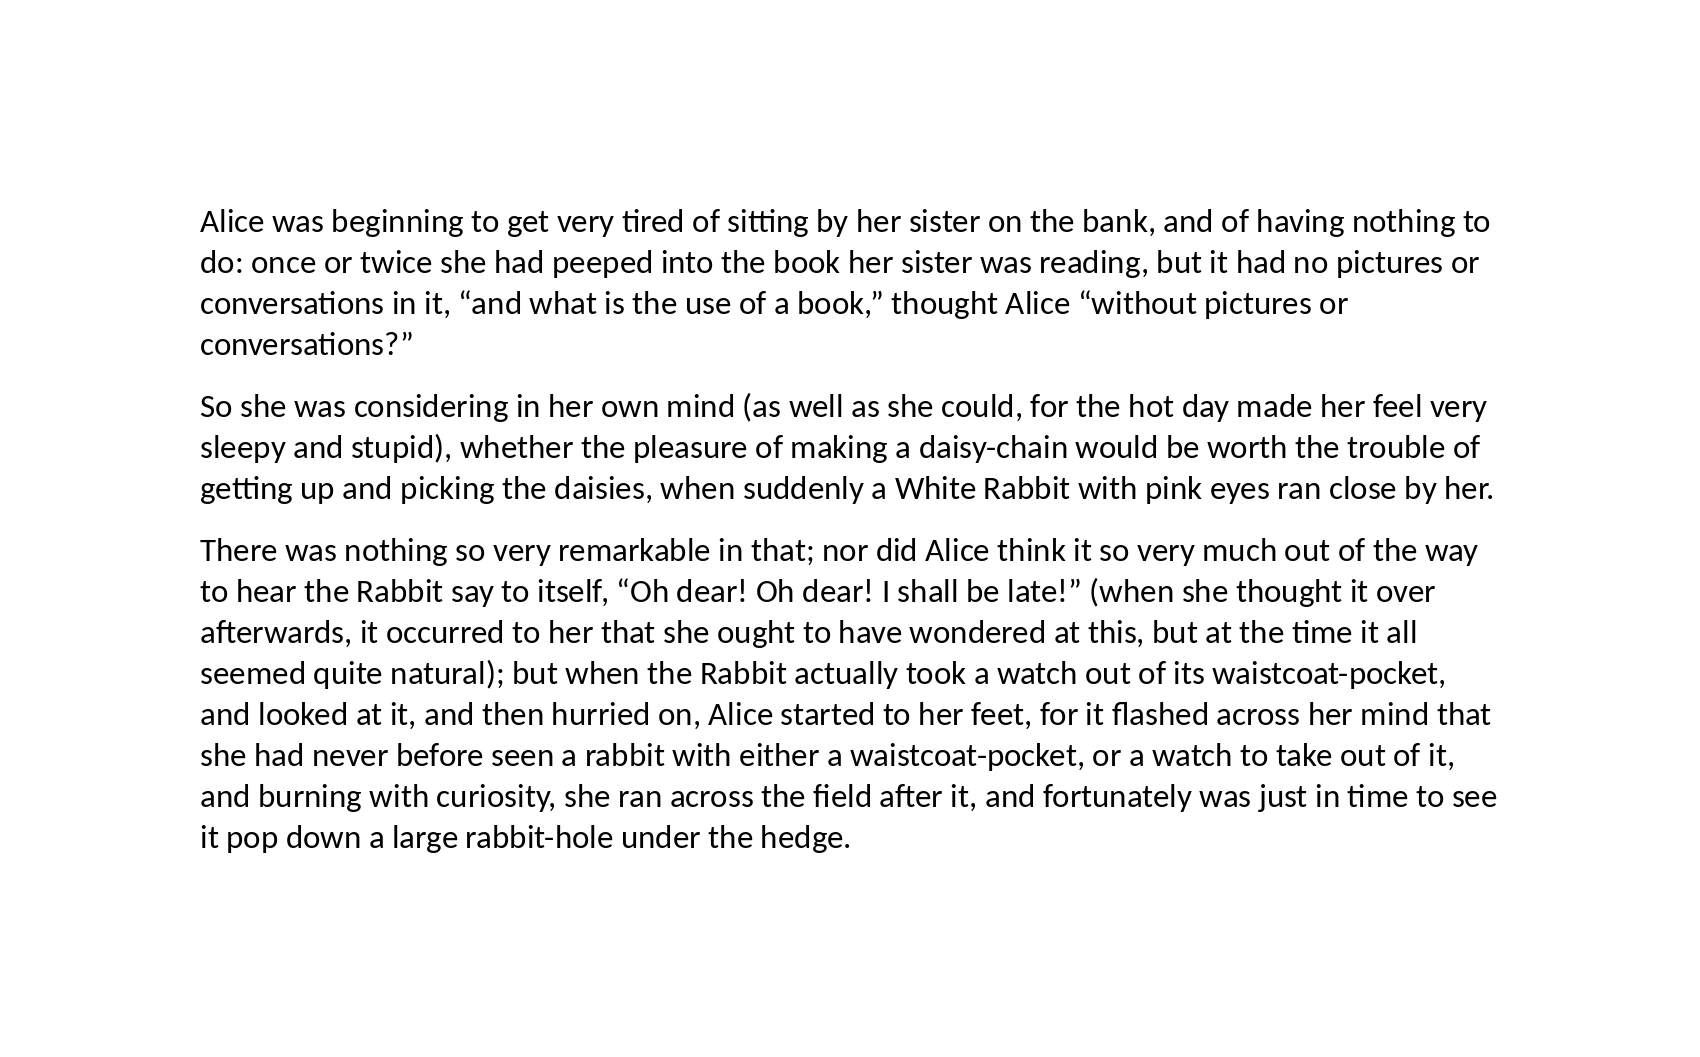 Alice was beginning to get very tired of sitting by her sister on the bank, and of having nothing to
do: once or twice she had peeped into the book her sister was reading, but it had no pictures or
conversations in it, “and what is the use of a book,” thought Alice “without pictures or
conversations?”
So she was considering in her own mind (as well as she could, for the hot day made her feel very
sleepy and stupid), whether the pleasure of making a daisy-chain would be worth the trouble of
getting up and picking the daisies, when suddenly a White Rabbit with pink eyes ran close by her.
There was nothing so very remarkable in that; nor did Alice think it so very much out of the way
to hear the Rabbit say to itself, “Oh dear! Oh dear! I shall be late!” (when she thought it over
afterwards, it occurred to her that she ought to have wondered at this, but at the time it all
seemed quite natural); but when the Rabbit actually took a watch out of its waistcoat-pocket,
and looked at it, and then hurried on, Alice started to her feet, for it flashed across her mind that
she had never before seen a rabbit with either a waistcoat-pocket, or a watch to take out of it,
and burning with curiosity, she ran across the field after it, and fortunately was just in time to see
it pop down a large rabbit-hole under the hedge.